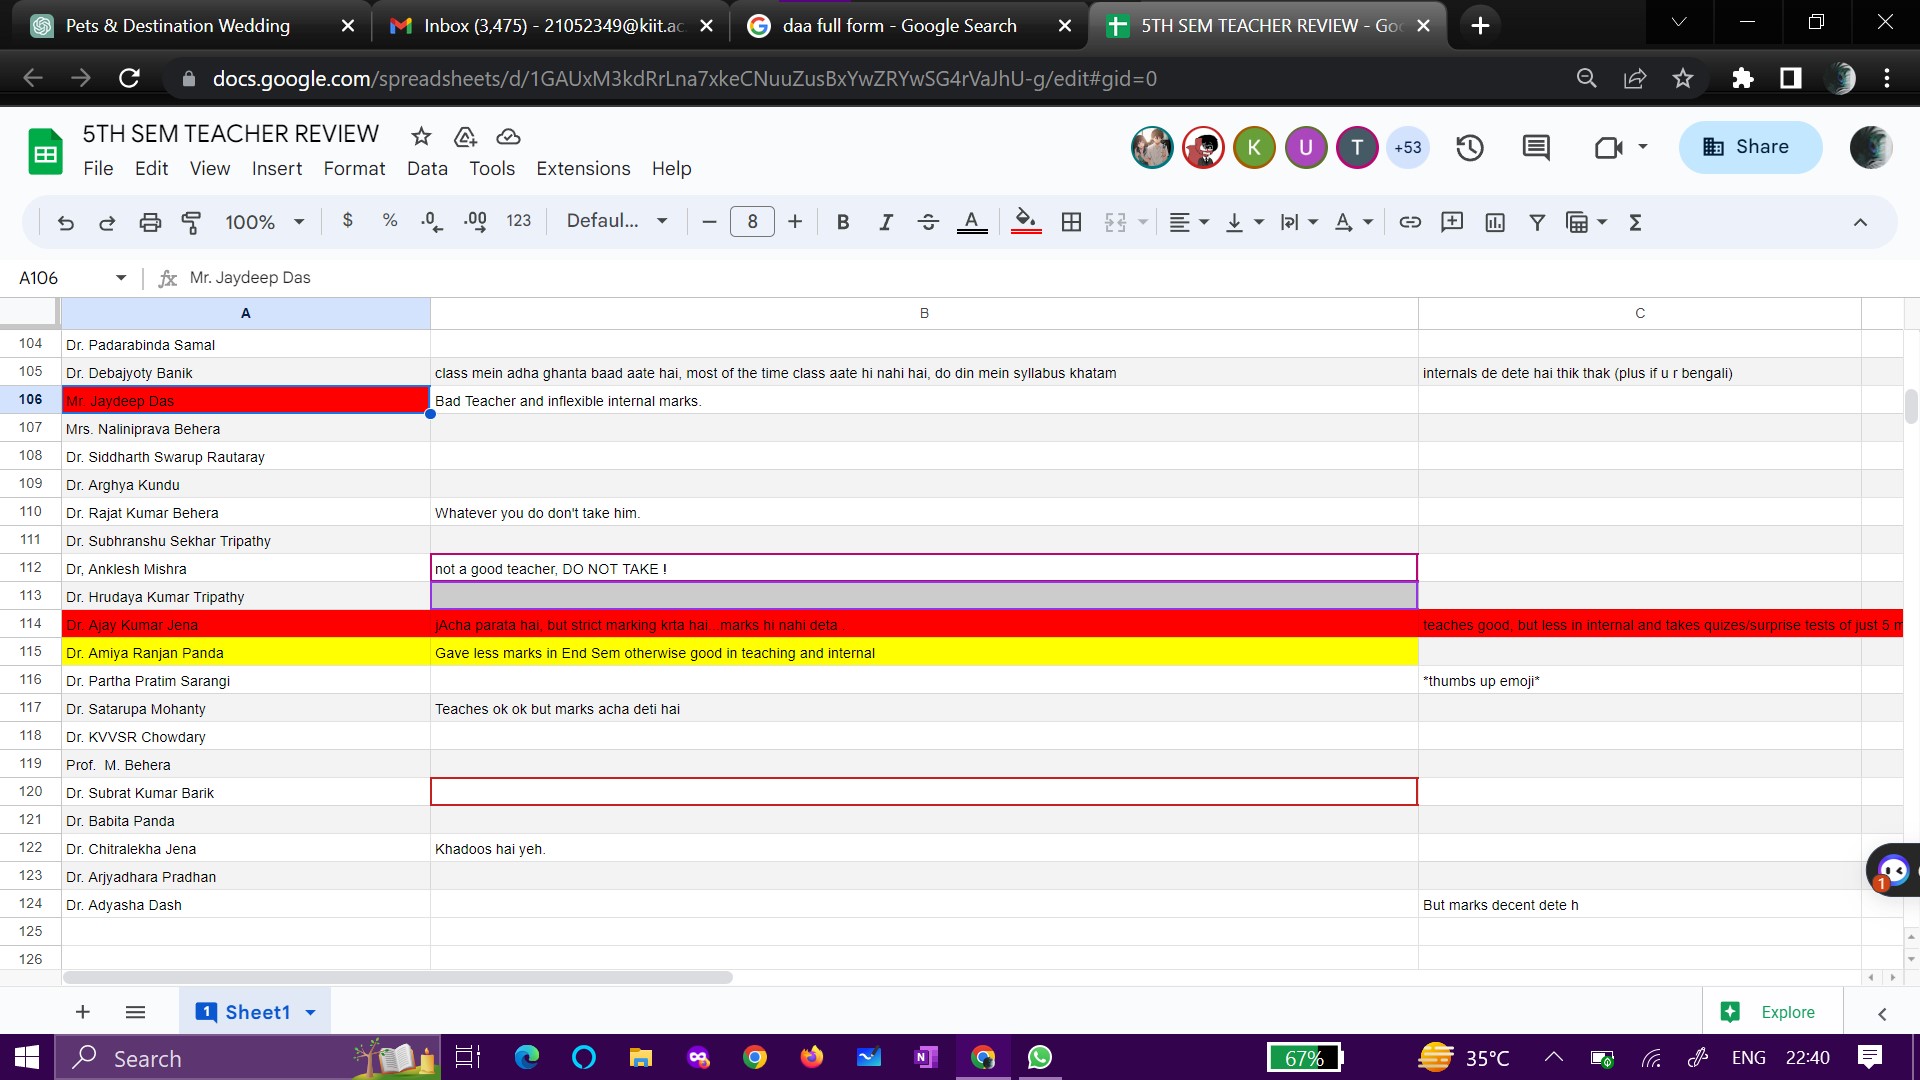 Pets & Destination Wedding
Inbox (3,475) - 21052349@kiit.ac.
daa full form - Google Search
5TH SEM TEACHER REVIEW - Goo
docs.google.com/spreadsheets/d/1GAUxM3kdRrLna7xkeCNuuZusBxYwZRYwSG4rVaJhU-g/edit#gid=0
5TH SEM TEACHER REVIEW
K U T +53
Share
File Edit View Insert Format Data Tools Extensions Help
100% $ % .0 .00 123 Defaul... 8 B I A
A106 fx Mr. Jaydeep Das
A B C
104 Dr. Padarabinda Samal
105 Dr. Debajyoty Banik class mein adha ghanta baad aate hai, most of the time class aate hi nahi hai, do din mein syllabus khatam internals de dete hai thik thak (plus if u r bengali)
106 Mr. Jaydeep Das Bad Teacher and inflexible internal marks.
107 Mrs. Naliniprava Behera
108 Dr. Siddharth Swarup Rautaray
109 Dr. Arghya Kundu
110 Dr. Rajat Kumar Behera Whatever you do don't take him.
111 Dr. Subhranshu Sekhar Tripathy
112 Dr, Anklesh Mishra not a good teacher, DO NOT TAKE !
113 Dr. Hrudaya Kumar Tripathy
114 Dr. Ajay Kumar Jena jAcha parata hai, but strict marking krta hai...marks hi nahi deta . teaches good, but less in internal and takes quizes/surprise tests of just 5 m
115 Dr. Amiya Ranjan Panda Gave less marks in End Sem otherwise good in teaching and internal
116 Dr. Partha Pratim Sarangi *thumbs up emoji*
117 Dr. Satarupa Mohanty Teaches ok ok but marks acha deti hai
118 Dr. KVVSR Chowdary
119 Prof. M. Behera
120 Dr. Subrat Kumar Barik
121 Dr. Babita Panda
122 Dr. Chitralekha Jena Khadoos hai yeh.
123 Dr. Arjyadhara Pradhan
124 Dr. Adyasha Dash But marks decent dete h
125
126
1
1 Sheet1
Explore
Search
67% 35°C ENG 22:40